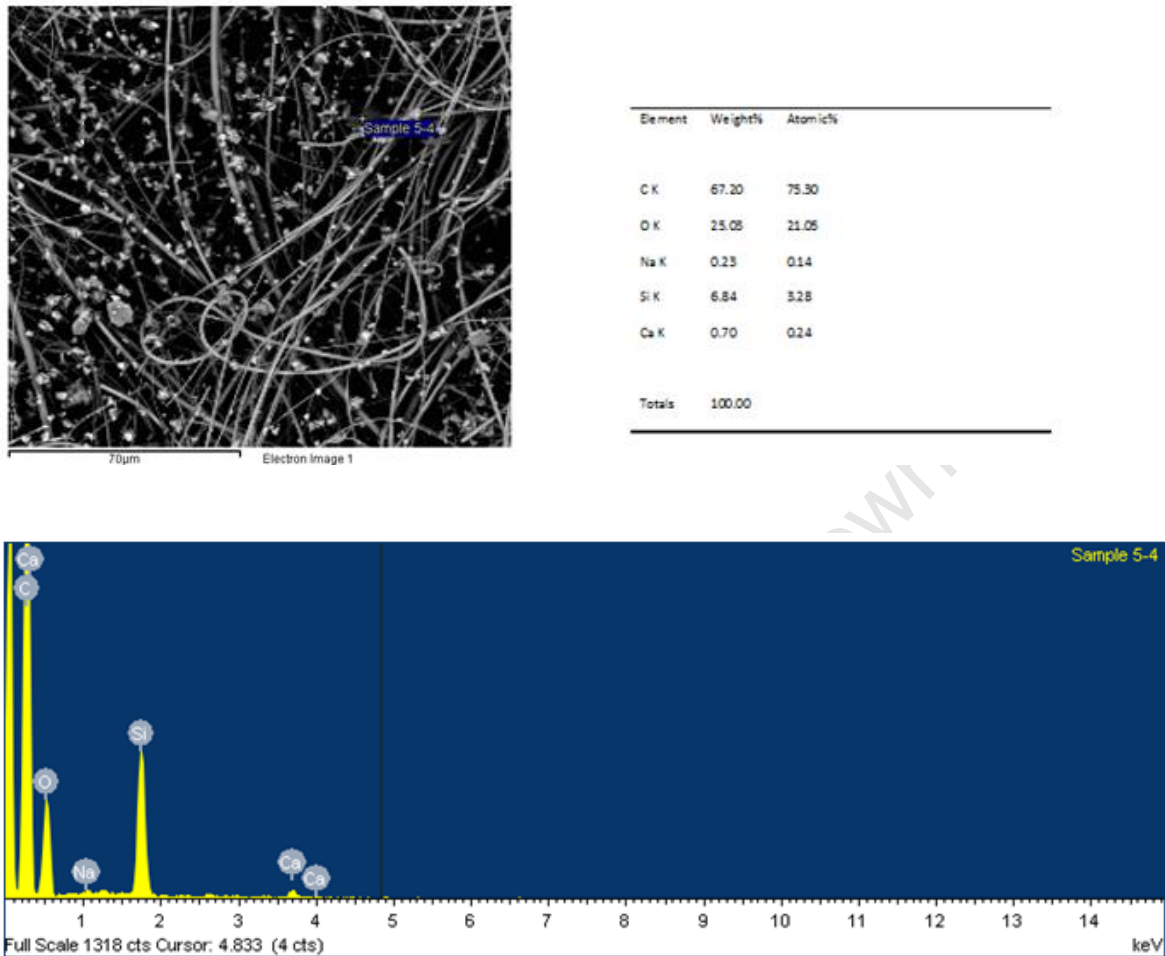 Sample 5-4
70µm
Electron Image 1
Element Weight% Atomic%
C K 67.20 75.30
O K 25.03 21.05
Na K 0.23 0.14
Si K 6.84 3.28
Ca K 0.70 0.24
Totals 100.00
Sample 5-4
Ca
C
Si
O
Na
Ca
Ca
1 2 3 4 5 6 7 8 9 10 11 12 13 14
Full Scale 1318 cts Cursor: 4.833 (4 cts)
keV